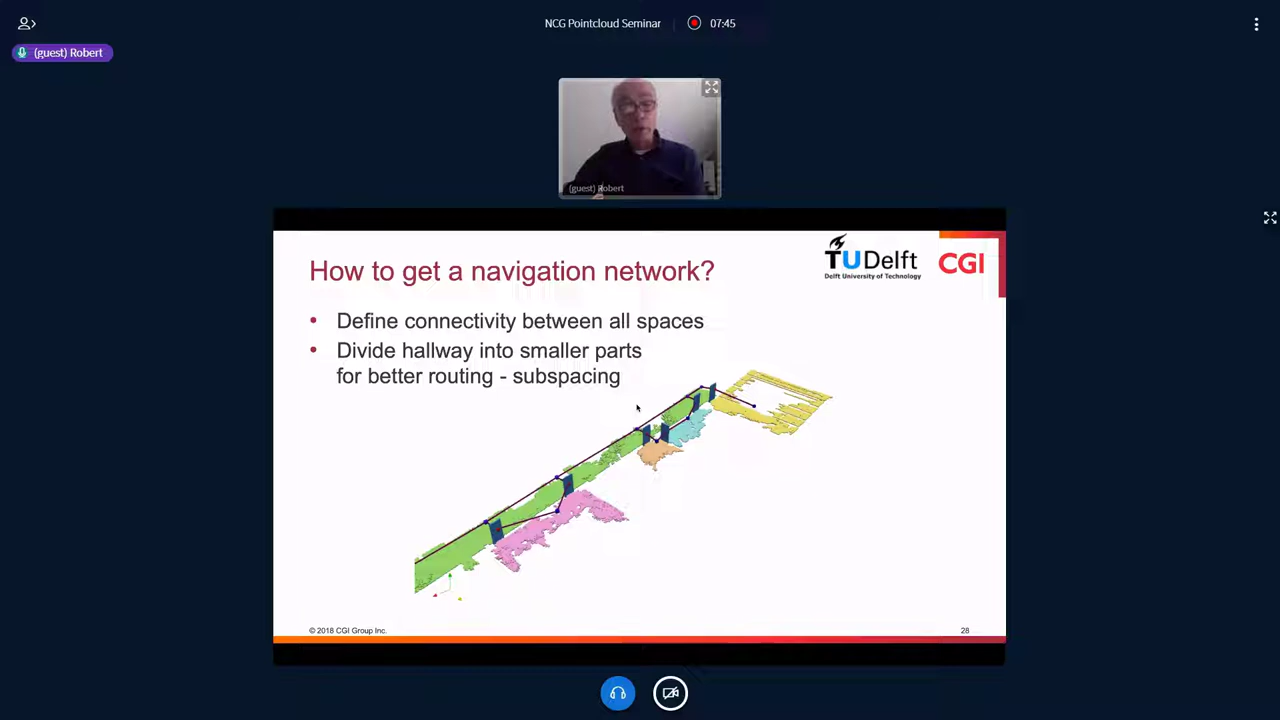 NCG Pointcloud Seminar
07:45
(guest) Robert
(guest) Robert
How to get a navigation network?
TUDelft
Delft University of Technology
CGI
• Define connectivity between all spaces
• Divide hallway into smaller parts
for better routing - subspacing
© 2018 CGI Group Inc.
28